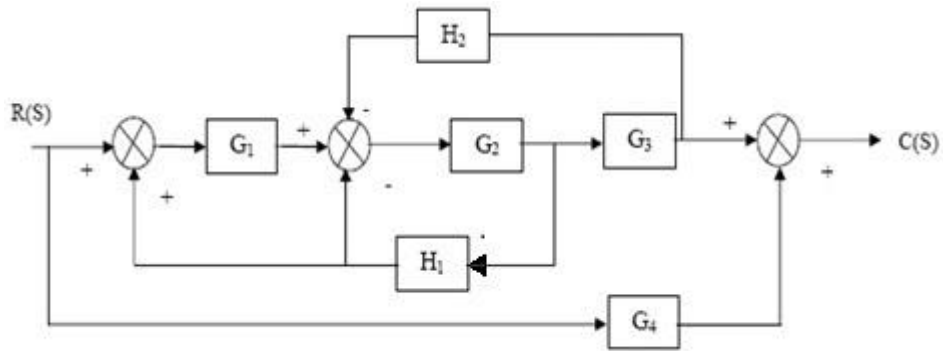 H₂
-
R(S)
+
G₁
+
G₂
G₃
+
C(S)
+
+
-
H₁
G₄